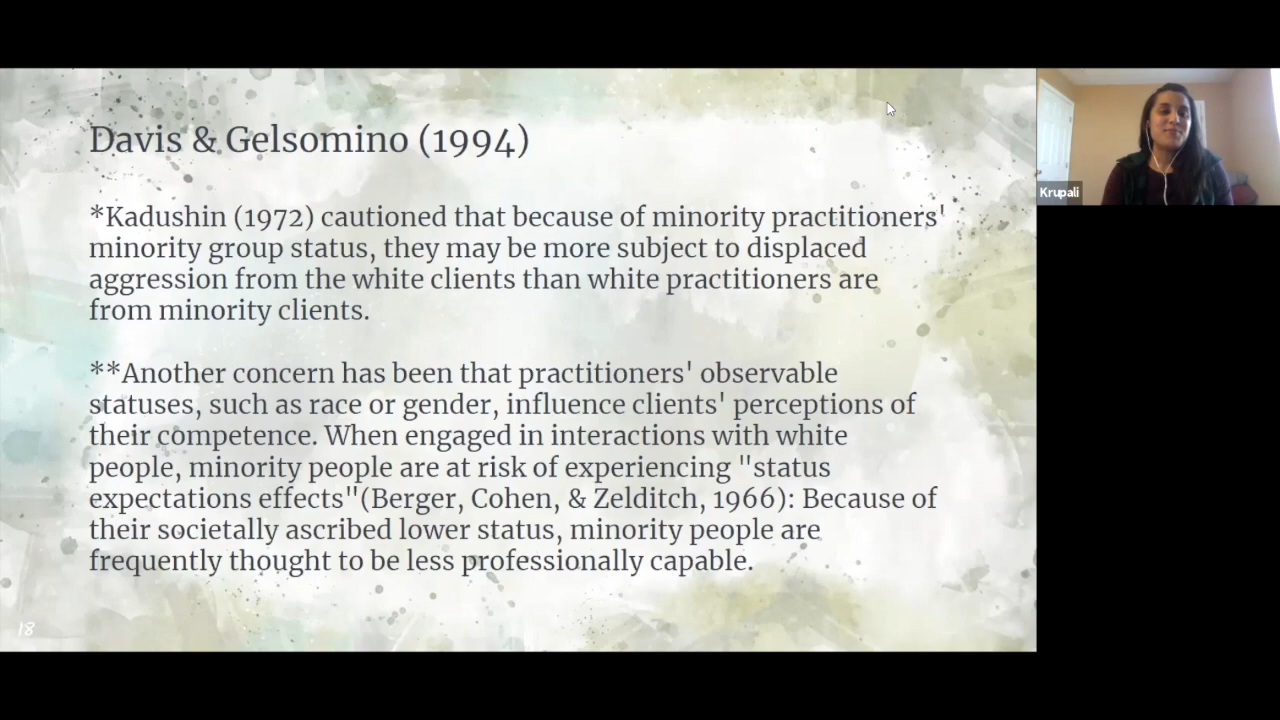 Davis & Gelsomino (1994)
*Kadushin (1972) cautioned that because of minority practitioners'
minority group status, they may be more subject to displaced
aggression from the white clients than white practitioners are
from minority clients.
**Another concern has been that practitioners' observable
statuses, such as race or gender, influence clients' perceptions of
their competence. When engaged in interactions with white
people, minority people are at risk of experiencing "status
expectations effects"(Berger, Cohen, & Zelditch, 1966): Because of
their societally ascribed lower status, minority people are
frequently thought to be less professionally capable.
18
Krupali